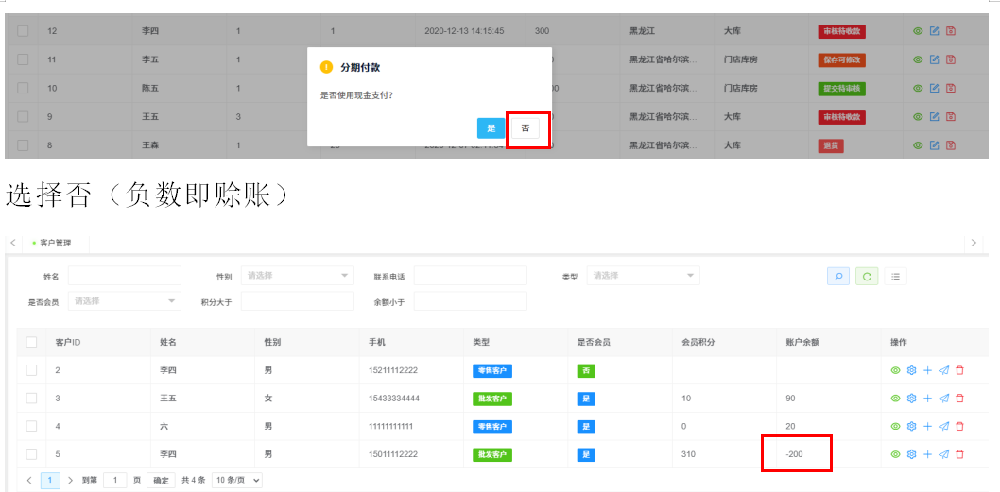 12 李四 1 1 2020-12-13 14:15:45 300 黑龙江 大库 审核待收款
11 李五 1 黑龙江省哈尔滨... 门店库房 保存可修改
10 陈五 1 黑龙江省哈尔滨... 门店库房 提交待审核
9 王五 3 黑龙江省哈尔滨... 大库 审核待收款
8 王森 1 黑龙江省哈尔滨... 大库 退货
分期付款
是否使用现金支付?
是 否
选择否（负数即赊账）
客户管理
姓名 性别 请选择 联系电话 类型 请选择
是否会员 请选择 积分大于 余额小于
客户ID 姓名 性别 手机 类型 是否会员 会员积分 账户余额 操作
2 李四 男 15211112222 零售客户 否
3 王五 女 15433334444 批发客户 是 10 90
4 六 男 11111111111 零售客户 是 0 20
5 李四 男 15011112222 批发客户 是 310 -200
1 到第 1 页 确定 共 4 条 10 条/页